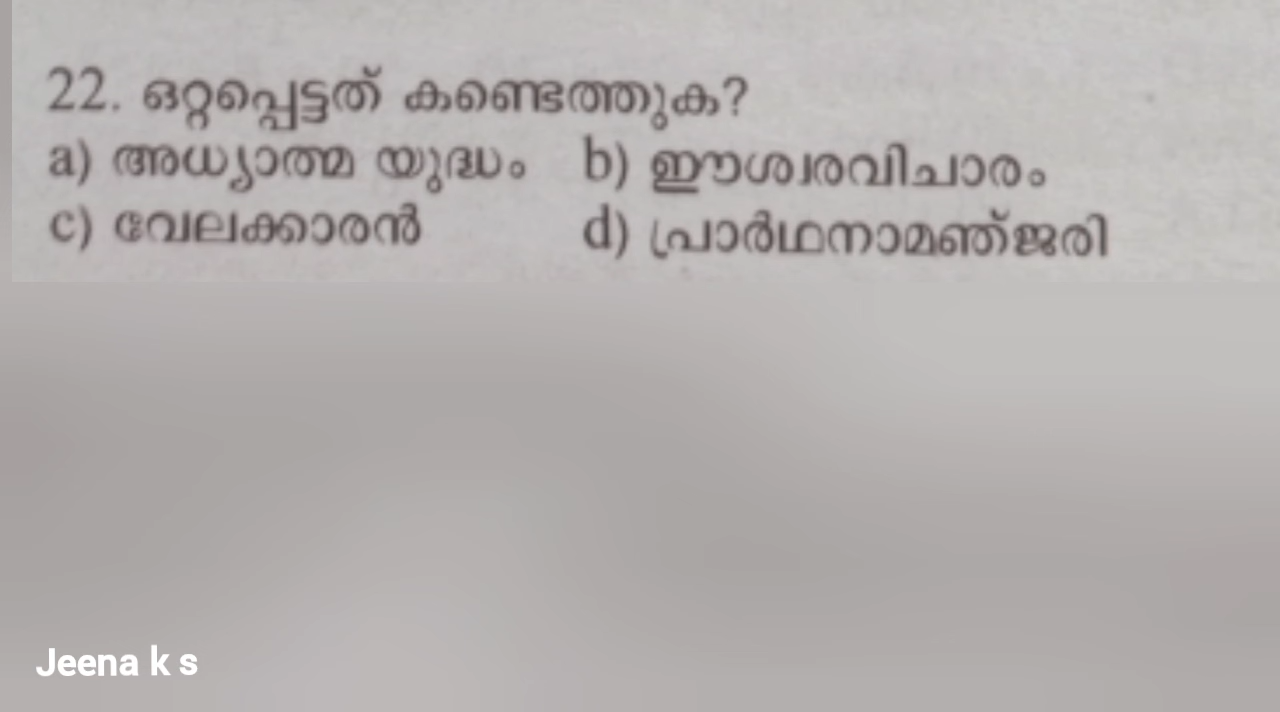 22. ഒറ്റപ്പെട്ടത് കണ്ടെത്തുക?
a) അധ്യാത്മ യുദ്ധം b) ഈശ്വരവിചാരം
c) വേലക്കാരൻ d) പ്രാർഥനാമഞ്ജരി
Jeena k s